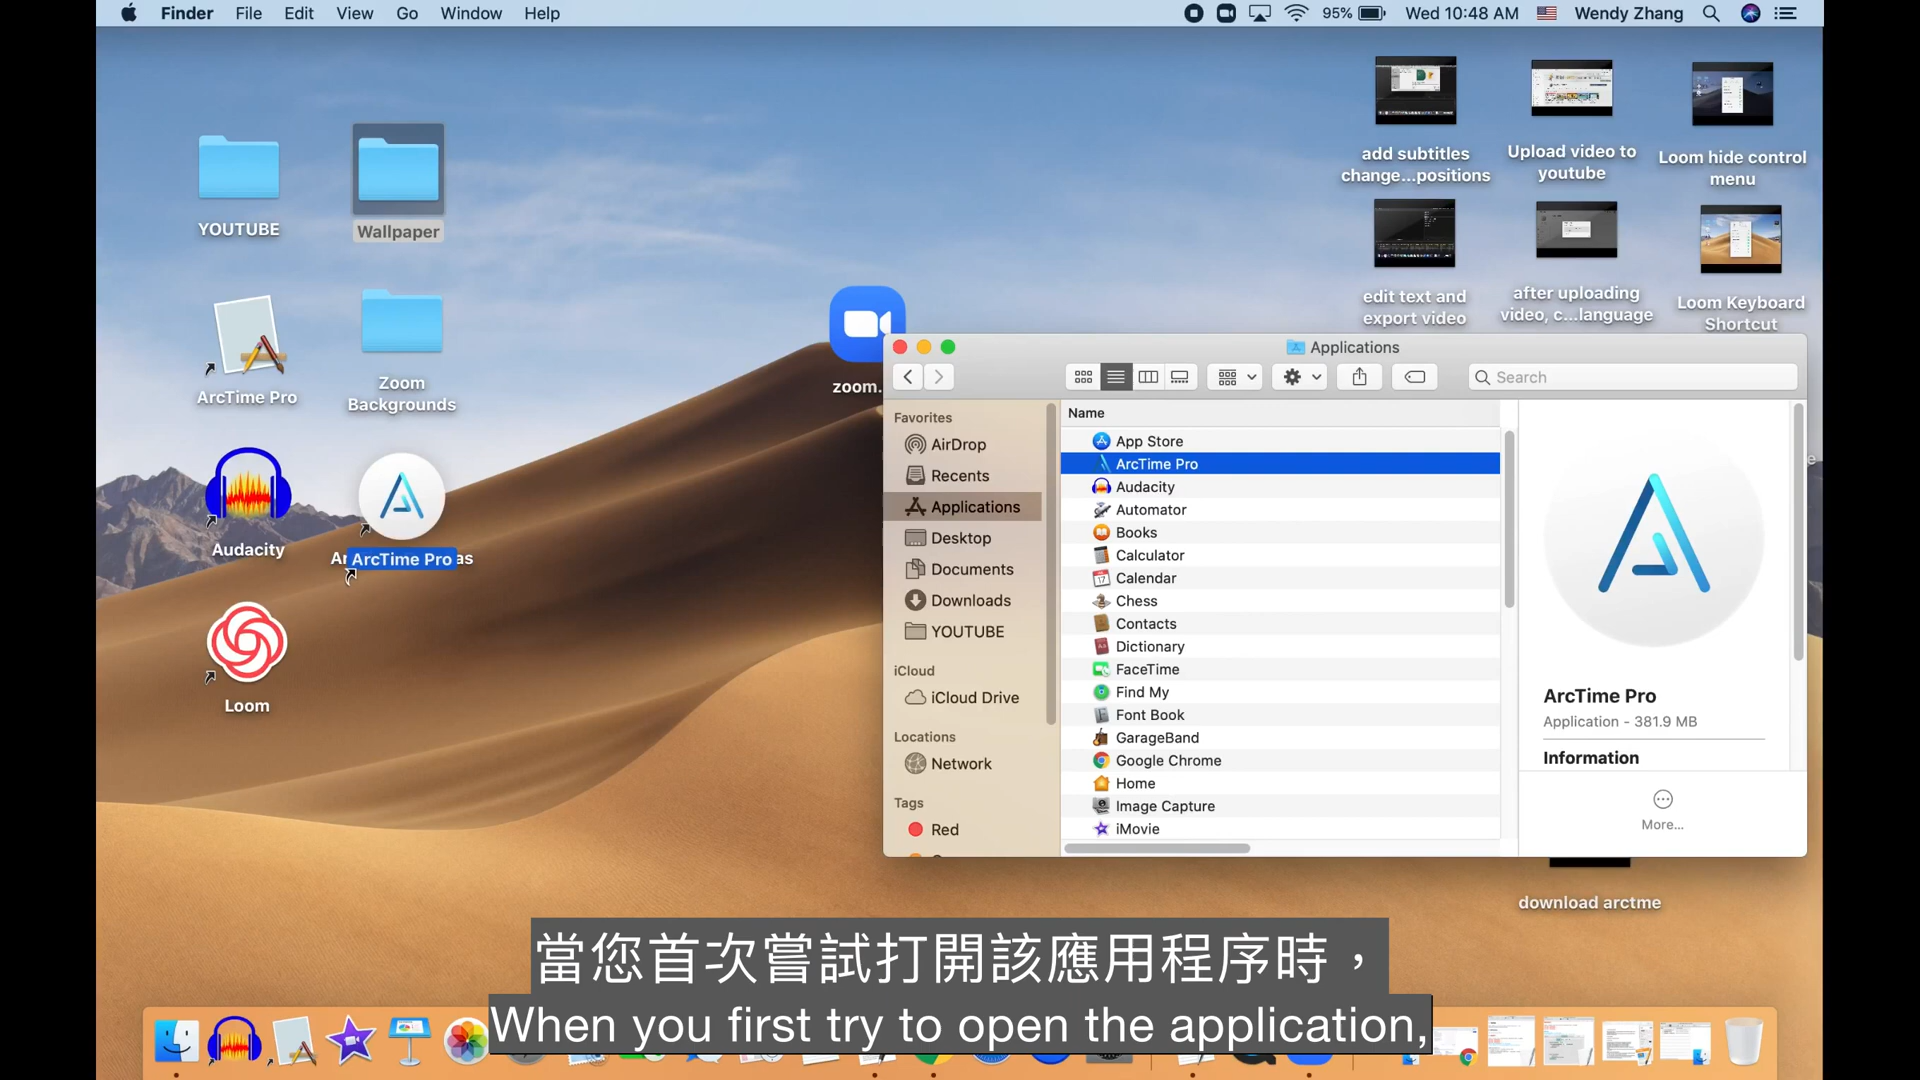 Finder File Edit View Go Window Help 95% Wed 10:48 AM Wendy Zhang
YOUTUBE
Wallpaper
ArcTime Pro
Zoom
Backgrounds
Audacity
ArcTime Pro
as
Loom
zoom.
add subtitles
change...positions
Upload video to
youtube
Loom hide control
menu
edit text and
export video
after uploading
video, c...language
Loom Keyboard
Shortcut
Applications
Search
Favorites
AirDrop
Recents
Applications
Desktop
Documents
Downloads
YOUTUBE
iCloud
iCloud Drive
Locations
Network
Tags
Red
Name
App Store
ArcTime Pro
Audacity
Automator
Books
Calculator
Calendar
Chess
Contacts
Dictionary
FaceTime
Find My
Font Book
GarageBand
Google Chrome
Home
Image Capture
iMovie
ArcTime Pro
Application - 381.9 MB
Information
More...
download arctme
當您首次嘗試打開該應用程序時，
When you first try to open the application,